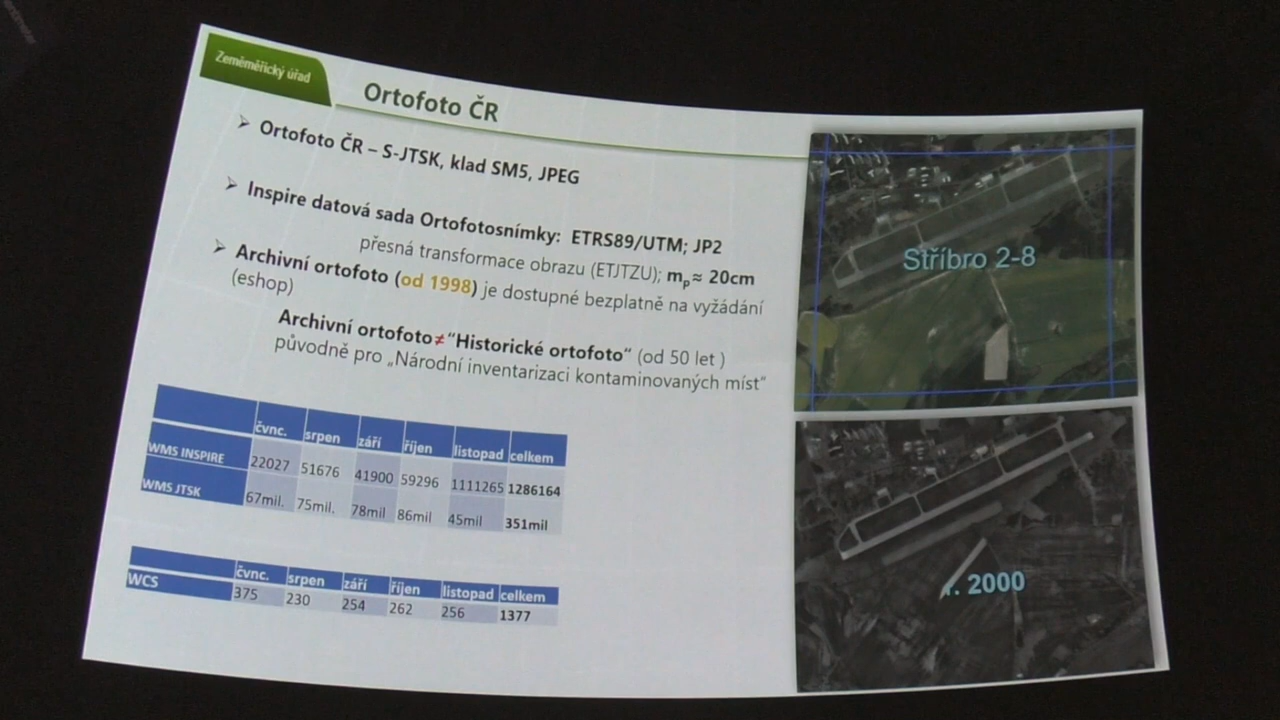 Zeměměřický úřad
Ortofoto ČR
➢ Ortofoto ČR – S-JTSK, klad SM5, JPEG
➢ Inspire datová sada Ortofotosnímky: ETRS89/UTM; JP2
přesná transformace obrazu (ETJTZU); mp≈ 20cm
➢ Archivní ortofoto (od 1998) je dostupné bezplatně na vyžádání
(eshop)
Archivní ortofoto≠“Historické ortofoto“ (od 50 let )
původně pro „Národní inventarizaci kontaminovaných míst“
čvnc. srpen září říjen listopad celkem
WMS INSPIRE 22027 51676 41900 59296 1111265 1286164
WMS JTSK 67mil. 75mil. 78mil 86mil 45mil 351mil
čvnc. srpen září říjen listopad celkem
WCS 375 230 254 262 256 1377
Stříbro 2-8
r. 2000